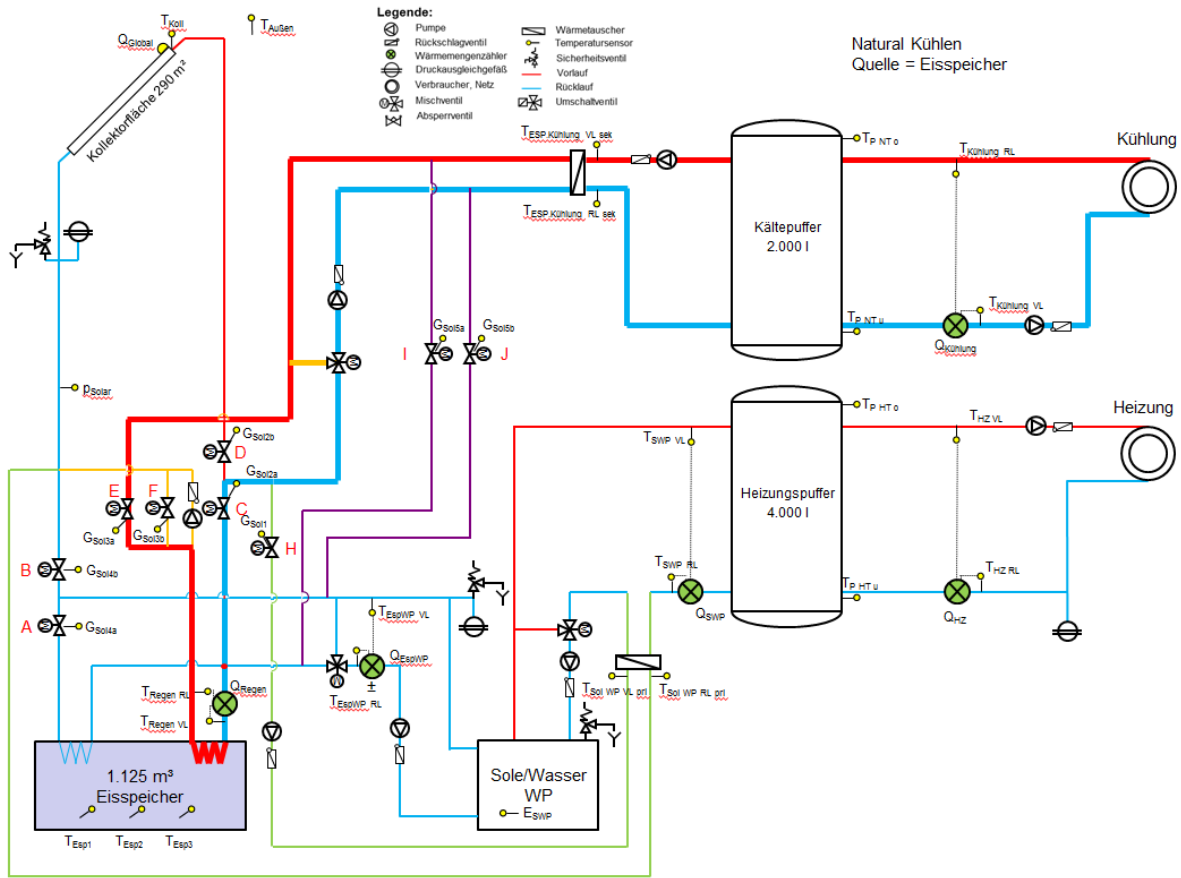 Legende:
Pumpe
Rückschlagventil
Wärmemengenzähler
Druckausgleichgefäß
Verbraucher, Netz
Mischventil
Absperrventil
Wärmetauscher
Temperatursensor
Sicherheitsventil
Vorlauf
Rücklauf
Umschaltventil
Natural Kühlen
Quelle = Eisspeicher
T Koll
T Außen
Q Global
Kollektorfläche 290 m²
T ESP Kühlung VL sek
T ESP Kühlung RL sek
T P NT o
T Kühlung RL
Kühlung
Kältepuffer
2.000 l
T Kühlung VL
T P NT u
Q Kühlung
G Sol5a
G Sol5b
I
J
p Solar
T P HT o
T HZ VL
Heizung
T SWP VL
G Sol2b
D
G Sol2a
E
F
C
Heizungspuffer
4.000 l
G Sol3a
G Sol3b
G Sol1
H
B
G Sol4b
T SWP RL
T HZ RL
T P HT u
Q SWP
Q HZ
A
G Sol4a
T EspWP VL
Q EspWP
±
T EspWP RL
T Regen RL
Q Regen
T Regen VL
T Sol WP VL pri
T Sol WP RL pri
1.125 m³
Eisspeicher
T Esp1
T Esp2
T Esp3
Sole/Wasser
WP
E SWP
M
M
M
M
M
M
M
M
M
M
M
M
M